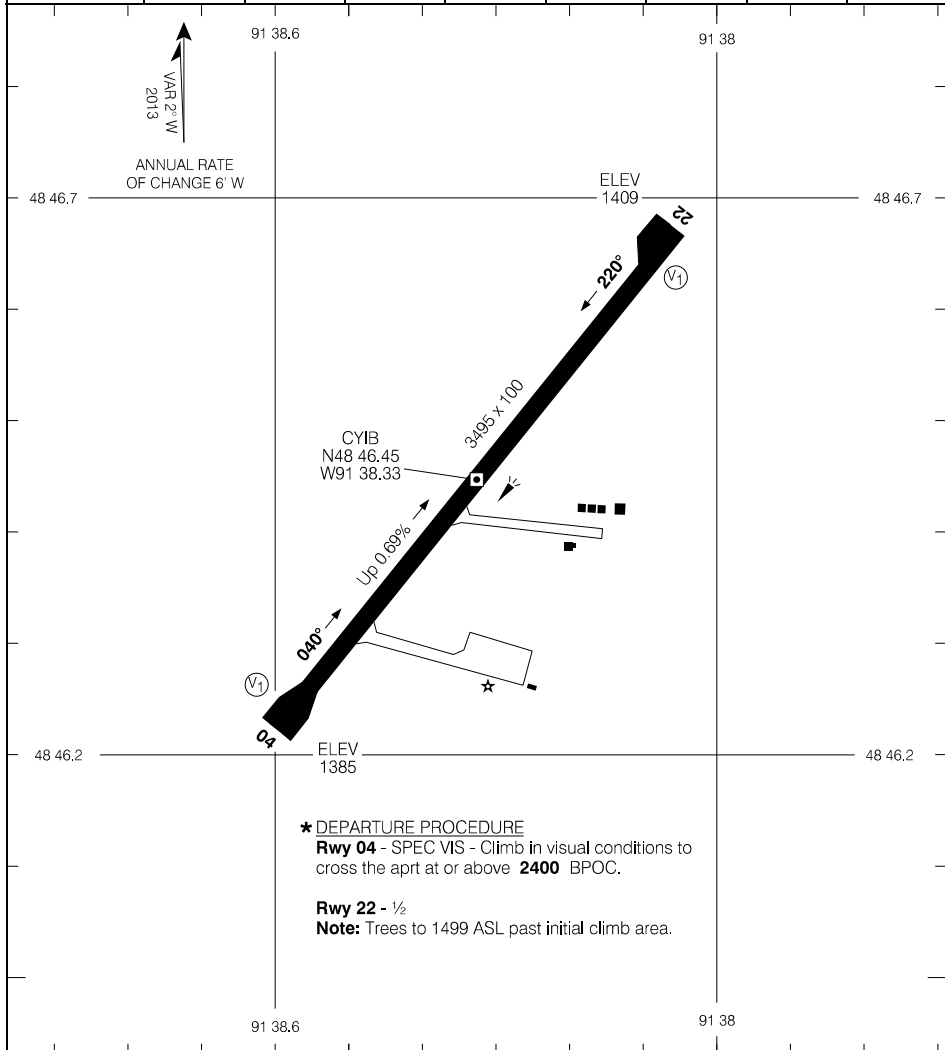 91 38.6
91 38
VAR 2° W
2013
ANNUAL RATE
OF CHANGE 6' W
48 46.7
ELEV
1409
48 46.7
22
V1
220°
3495 x 100
CYIB
N48 46.45
W91 38.33
Up 0.69%
040°
V1
04
48 46.2
ELEV
1385
48 46.2
* DEPARTURE PROCEDURE
Rwy 04 - SPEC VIS - Climb in visual conditions to
cross the aprt at or above 2400 BPOC.
Rwy 22 - ½
Note: Trees to 1499 ASL past initial climb area.
91 38.6
91 38